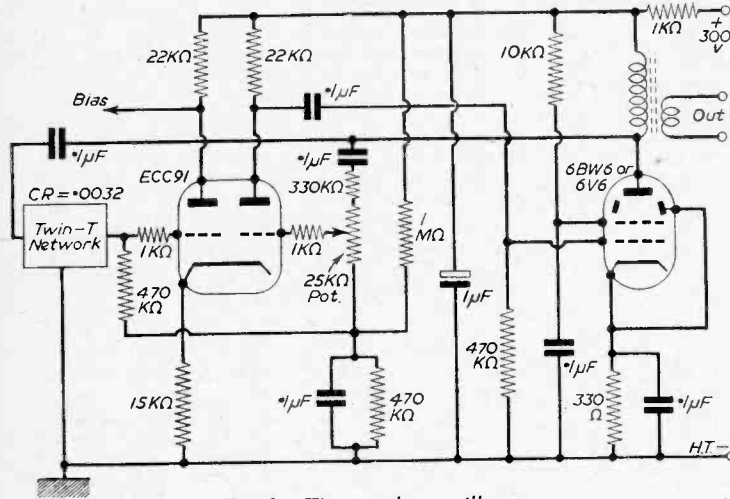 1KΩ
+
300
v
22KΩ
22KΩ
10KΩ
Bias
·1μF
Out
·1μF
·1μF
ECC91
330KΩ
6BW6 or
6V6
CR = ·0032
Twin-T
Network
1KΩ
1KΩ
1
MΩ
25KΩ
Pot.
1μF
470
KΩ
470
KΩ
15KΩ
·1μF
470
KΩ
·1μF
330
Ω
·1μF
H.T.–